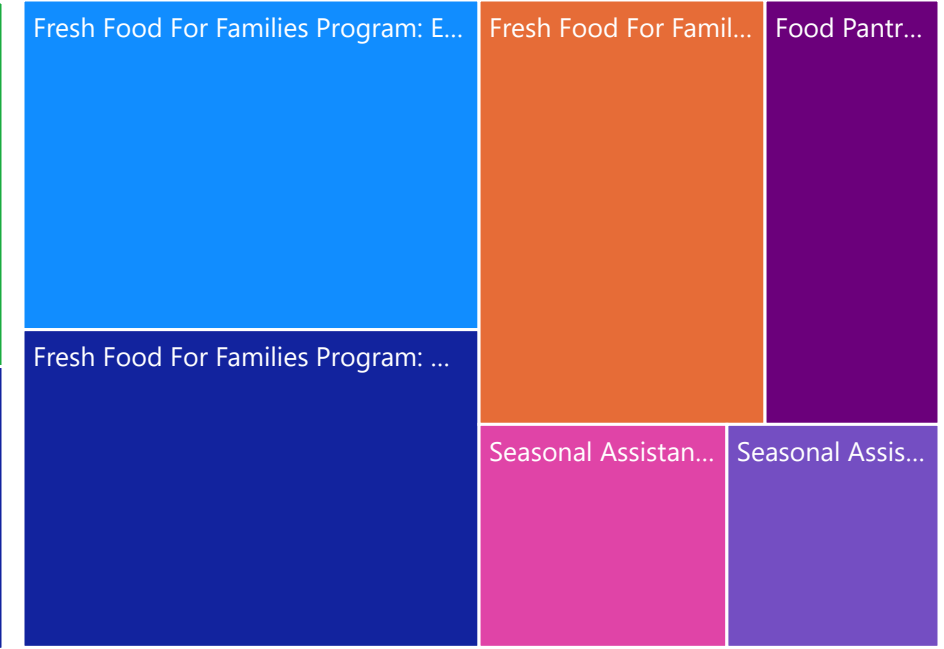 Fresh Food For Families Program: E...
Fresh Food For Famil...
Food Pantr...
Fresh Food For Families Program: ...
Seasonal Assistan...
Seasonal Assis...